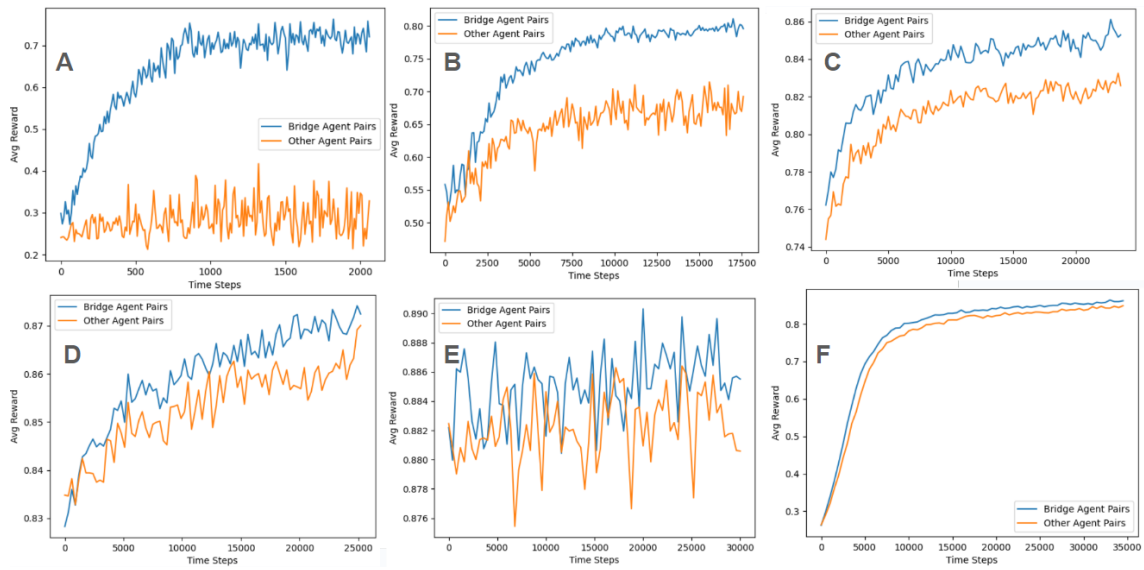 A
Avg Reward
0.7
0.6
0.5
0.4
0.3
0.2
Bridge Agent Pairs
Other Agent Pairs
0 500 1000 1500 2000
Time Steps
B
Avg Reward
0.80
0.75
0.70
0.65
0.60
0.55
0.50
Bridge Agent Pairs
Other Agent Pairs
0 2500 5000 7500 10000 12500 15000 17500
Time Steps
C
Avg Reward
0.86
0.84
0.82
0.80
0.78
0.76
0.74
Bridge Agent Pairs
Other Agent Pairs
0 5000 10000 15000 20000
Time Steps
D
Avg Reward
0.87
0.86
0.85
0.84
0.83
Bridge Agent Pairs
Other Agent Pairs
0 5000 10000 15000 20000 25000
Time Steps
E
Avg Reward
0.890
0.888
0.886
0.884
0.882
0.880
0.878
0.876
Bridge Agent Pairs
Other Agent Pairs
0 5000 10000 15000 20000 25000 30000
Time Steps
F
Avg Reward
0.8
0.7
0.6
0.5
0.4
0.3
Bridge Agent Pairs
Other Agent Pairs
0 5000 10000 15000 20000 25000 30000 35000
Time Steps